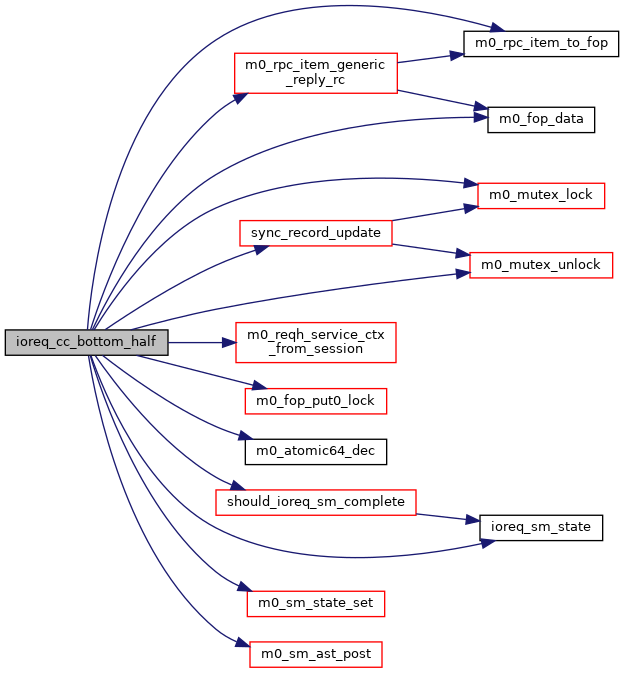 m0_rpc_item_to_fop
m0_rpc_item_generic
_reply_rc
m0_fop_data
m0_mutex_lock
sync_record_update
m0_mutex_unlock
ioreq_cc_bottom_half
m0_reqh_service_ctx
_from_session
m0_fop_put0_lock
m0_atomic64_dec
should_ioreq_sm_complete
ioreq_sm_state
m0_sm_state_set
m0_sm_ast_post